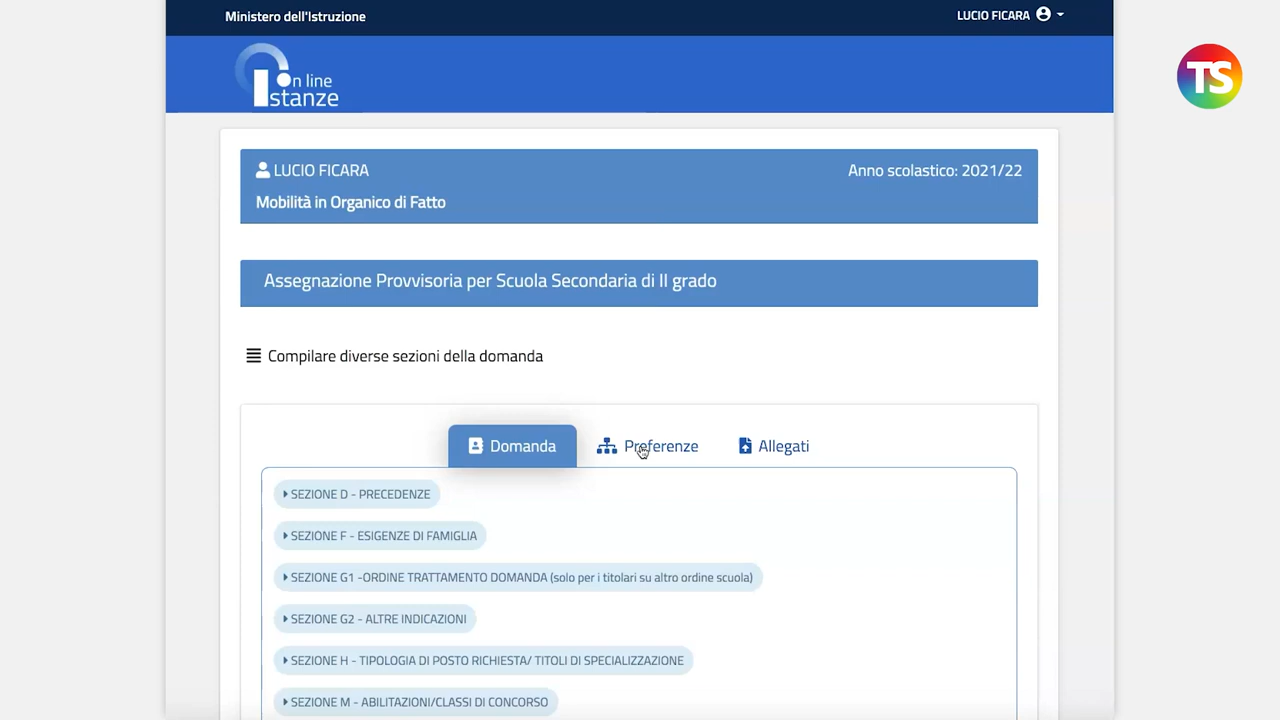 Ministero dell'Istruzione
LUCIO FICARA
TS
on line
Istanze
LUCIO FICARA
Anno scolastico: 2021/22
Mobilità in Organico di Fatto
Assegnazione Provvisoria per Scuola Secondaria di II grado
Compilare diverse sezioni della domanda
Domanda
Preferenze
Allegati
SEZIONE D - PRECEDENZE
SEZIONE F - ESIGENZE DI FAMIGLIA
SEZIONE G1 -ORDINE TRATTAMENTO DOMANDA (solo per i titolari su altro ordine scuola)
SEZIONE G2 - ALTRE INDICAZIONI
SEZIONE H - TIPOLOGIA DI POSTO RICHIESTA/ TITOLI DI SPECIALIZZAZIONE
SEZIONE M - ABILITAZIONI/CLASSI DI CONCORSO